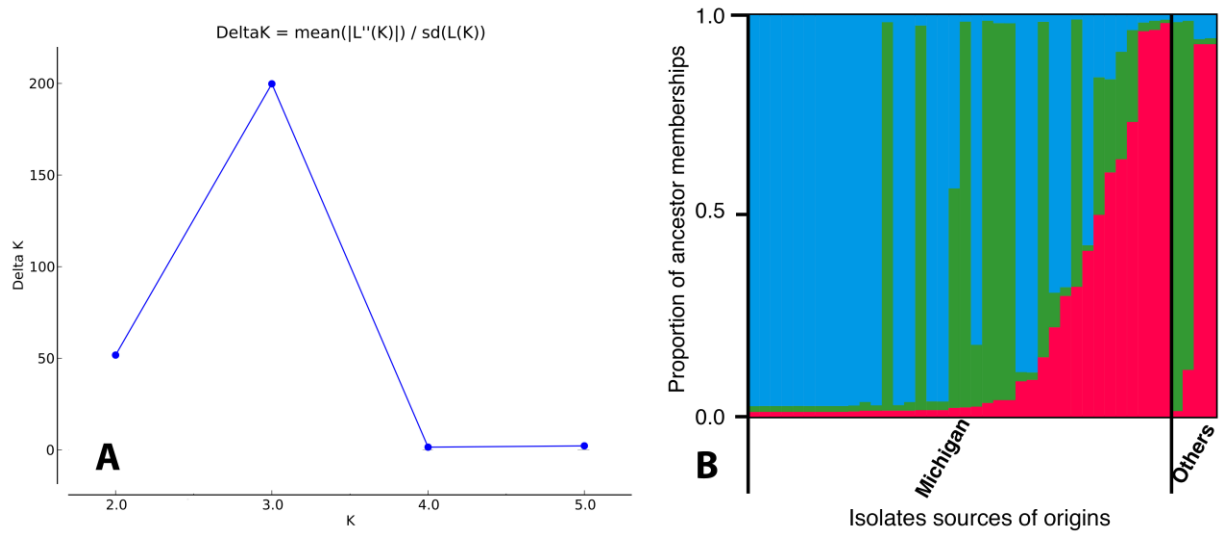 DeltaK = mean(|L''(K)|) / sd(L(K))
200
150
100
50
0
Delta K
2.0
3.0
4.0
5.0
K
A
1.0
0.5
0.0
Proportion of ancestor memberships
B
Michigan
Others
Isolates sources of origins